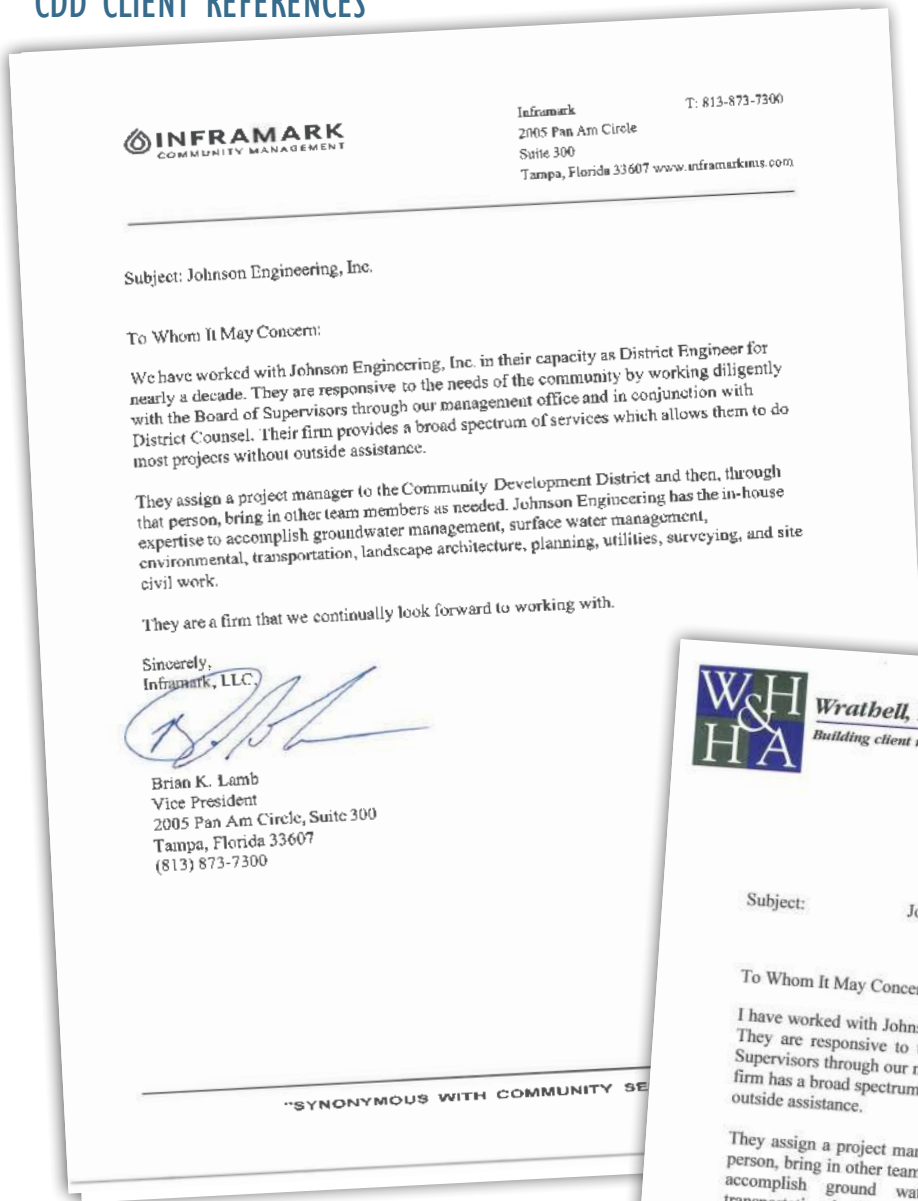 CDD CLIENT REFERENCES
INFRAMARK
COMMUNITY MANAGEMENT
Inframark
T: 813-873-7300
2005 Pan Am Circle
Suite 300
Tampa, Florida 33607 www.inframarkims.com
Subject: Johnson Engineering, Inc.
To Whom It May Concern:
We have worked with Johnson Engineering, Inc. in their capacity as District Engineer for
nearly a decade. They are responsive to the needs of the community by working diligently
with the Board of Supervisors through our management office and in conjunction with
District Counsel. Their firm provides a broad spectrum of services which allows them to do
most projects without outside assistance.
They assign a project manager to the Community Development District and then, through
that person, bring in other team members as needed. Johnson Engineering has the in-house
expertise to accomplish groundwater management, surface water management,
environmental, transportation, landscape architecture, planning, utilities, surveying, and site
civil work.
They are a firm that we continually look forward to working with.
Sincerely,
Inframark, LLC
Brian K. Lamb
Vice President
2005 Pan Am Circle, Suite 300
Tampa, Florida 33607
(813) 873-7300
"SYNONYMOUS WITH COMMUNITY SE
W&H
HA
Wrathell,
Building client
Subject:
To Whom It May Concer
I have worked with Johns
They are responsive to
Supervisors through our
firm has a broad spectrum
outside assistance.
They assign a project man
person, bring in other team
accomplish ground wat